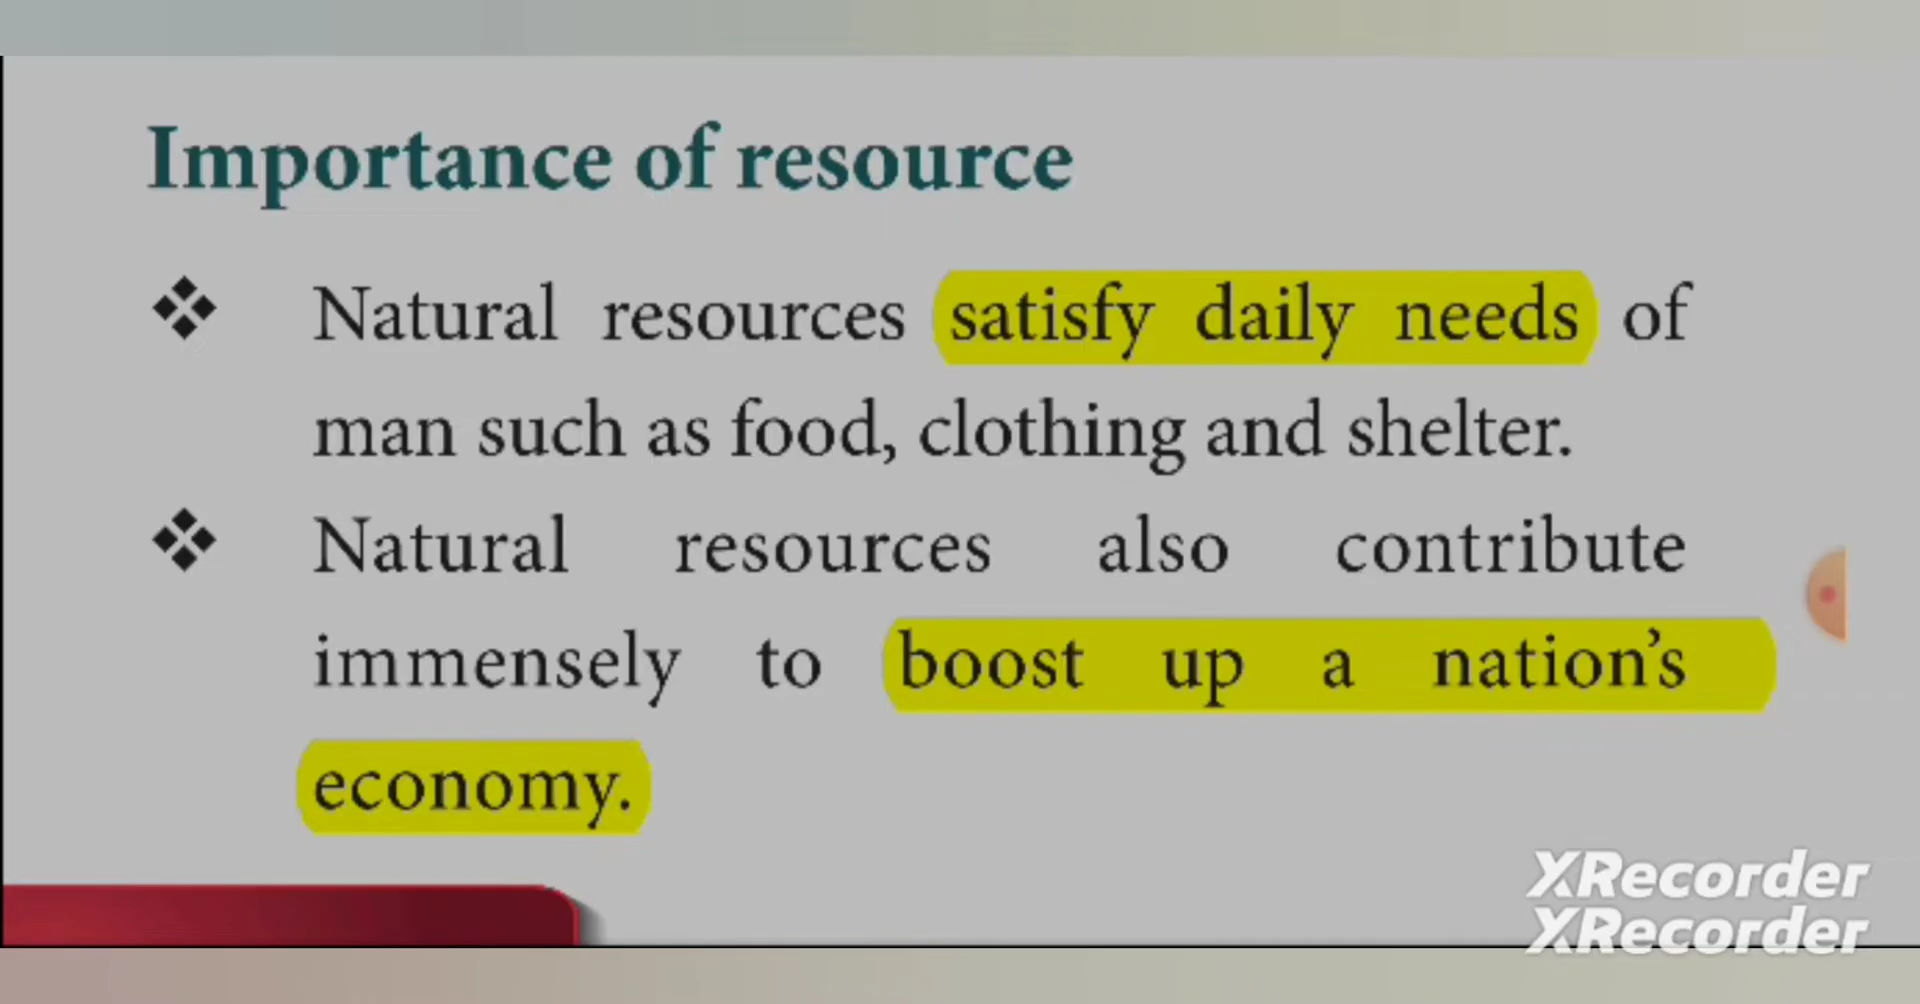 Importance of resource
❖ Natural resources satisfy daily needs of
man such as food, clothing and shelter.
❖ Natural resources also contribute
immensely to boost up a nation’s
economy.
XRecorder
XRecorder